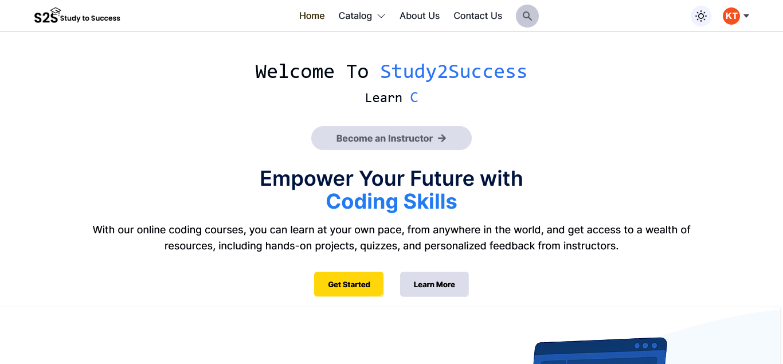 S2S Study to Success
Home Catalog About Us Contact Us
KT
Welcome To Study2Success
Learn C
Become an Instructor →
Empower Your Future with
Coding Skills
With our online coding courses, you can learn at your own pace, from anywhere in the world, and get access to a wealth of
resources, including hands-on projects, quizzes, and personalized feedback from instructors.
Get Started Learn More